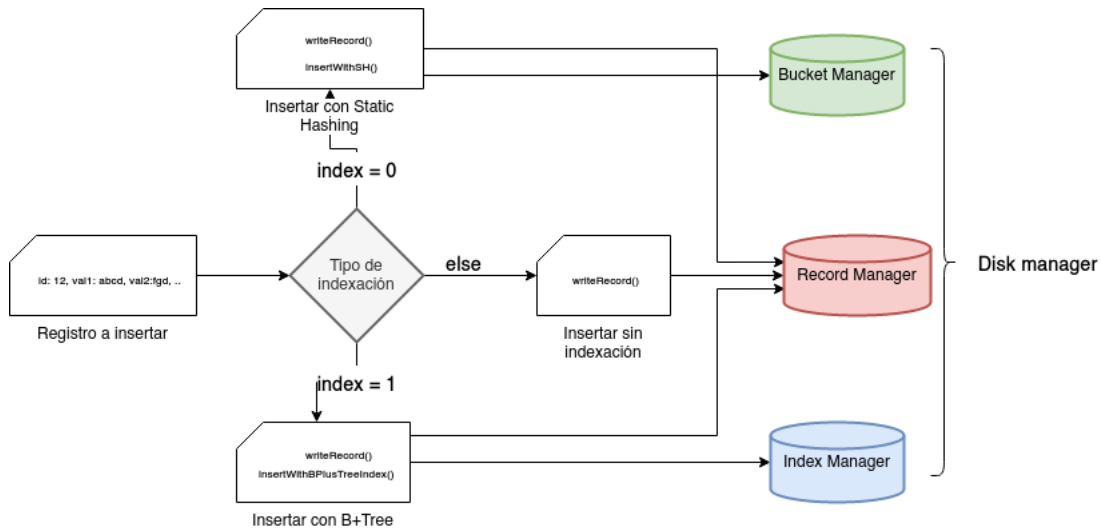 writeRecord()
insertWithSH()
Insertar con Static
Hashing
Bucket Manager
index = 0
id: 12, val1: abcd, val2:fgd, ..
Registro a insertar
Tipo de
indexación
else
writeRecord()
Insertar sin
indexación
Record Manager
Disk manager
index = 1
writeRecord()
insertWithBPlusTreeIndex()
Insertar con B+Tree
Index Manager